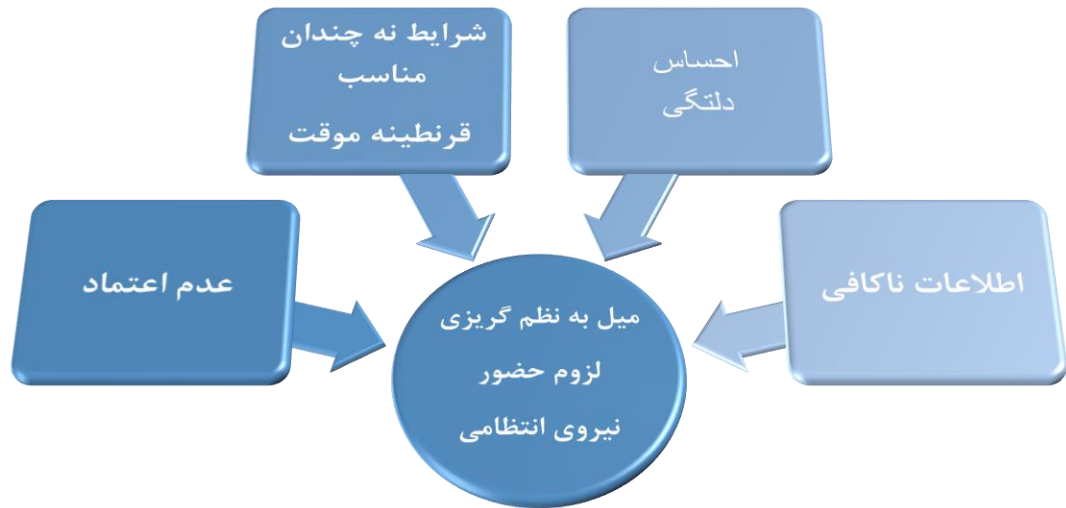 شرایط نه چندان
مناسب
قرنطینه موقت
احساس
دلتگی
عدم اعتماد
اطلاعات ناکافی
میل به نظم گریزی
لزوم حضور
نیروی انتظامی